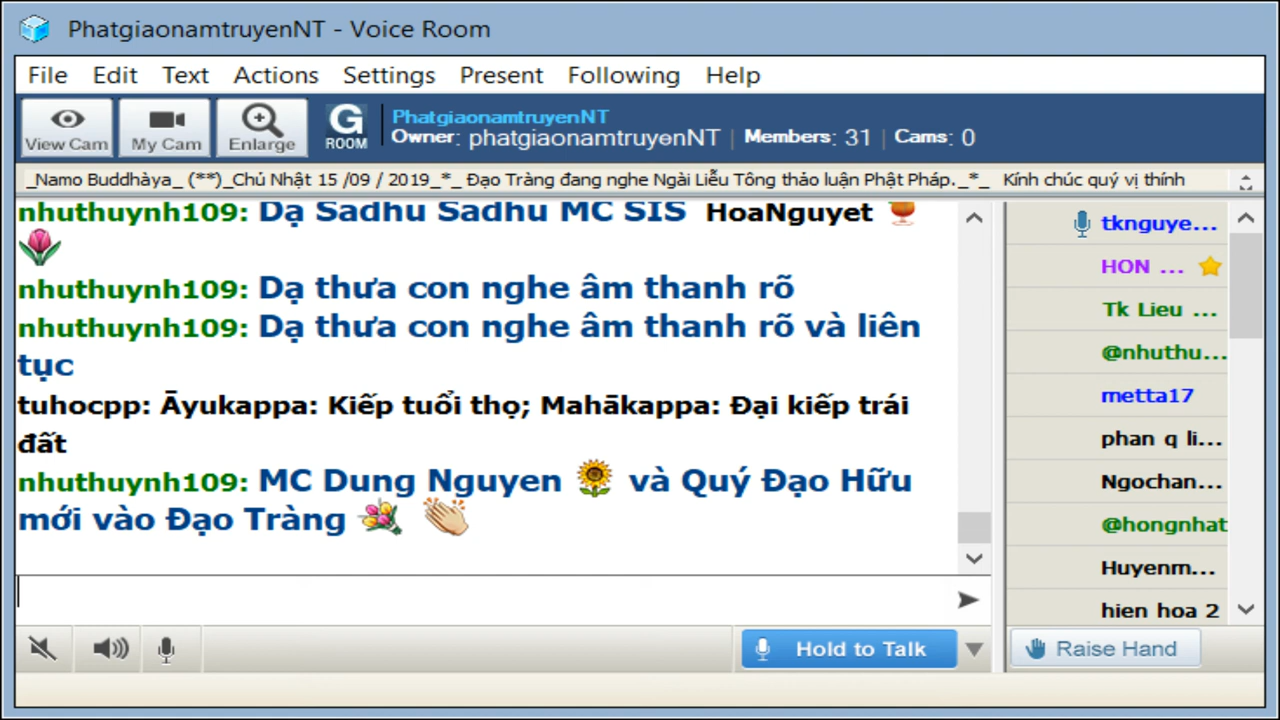 PhatgiaonamtruyenNT - Voice Room
File Edit Text Actions Settings Present Following Help
View Cam My Cam Enlarge G ROOM
PhatgiaonamtruyenNT
Owner: phatgiaonamtruyenNT | Members: 31 | Cams: 0
_Namo Buddhàya_ (**)_Chủ Nhật 15 /09 / 2019_*_ Đạo Tràng đang nghe Ngài Liễu Tông thảo luận Phật Pháp._*_ Kính chúc quý vị thính
nhuthuynh109: Dạ Sadhu Sadhu MC SIS HoaNguyet
nhuthuynh109: Dạ thưa con nghe âm thanh rõ
nhuthuynh109: Dạ thưa con nghe âm thanh rõ và liên
tục
tuhocpp: Āyukappa: Kiếp tuổi thọ; Mahākappa: Đại kiếp trái
đất
nhuthuynh109: MC Dung Nguyen và Quý Đạo Hữu
mới vào Đạo Tràng
tknguye...
HON ...
Tk Lieu ...
@nhuthu...
metta17
phan q li...
Ngochan...
@hongnhat
Huyenm...
hien hoa 2
Hold to Talk
Raise Hand